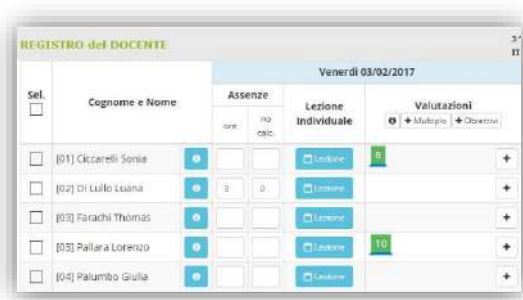 REGISTRO del DOCENTE
Venerdì 03/02/2017
Sel.
Cognome e Nome
Assenze
Lezione
Individuale
Valutazioni
ore
no
calc.
+ Multiplo + Obiettivi
[01] Ciccarelli Sonia Lezione 8 +
[02] Di Lullo Luana 3 0 Lezione +
[03] Farachi Thomas Lezione +
[05] Pallara Lorenzo Lezione 10 +
[04] Palumbo Giulia Lezione +